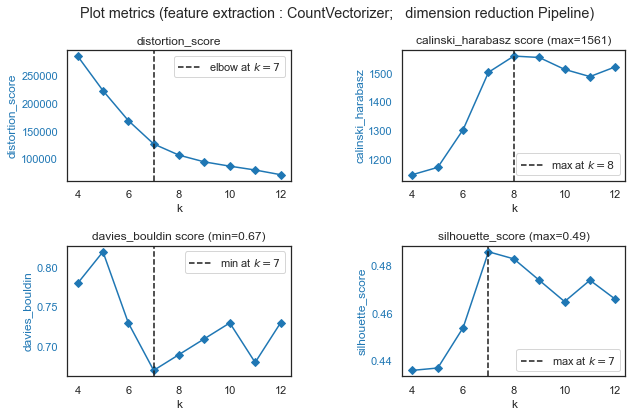 Plot metrics (feature extraction : CountVectorizer;   dimension reduction Pipeline)
distortion_score
distortion_score
250000
200000
150000
100000
elbow at k = 7
4 6 8 10 12
k
calinski_harabasz score (max=1561)
calinski_harabasz
1500
1400
1300
1200
max at k = 8
4 6 8 10 12
k
davies_bouldin score (min=0.67)
davies_bouldin
0.80
0.75
0.70
min at k = 7
4 6 8 10 12
k
silhouette_score (max=0.49)
silhouette_score
0.48
0.46
0.44
max at k = 7
4 6 8 10 12
k